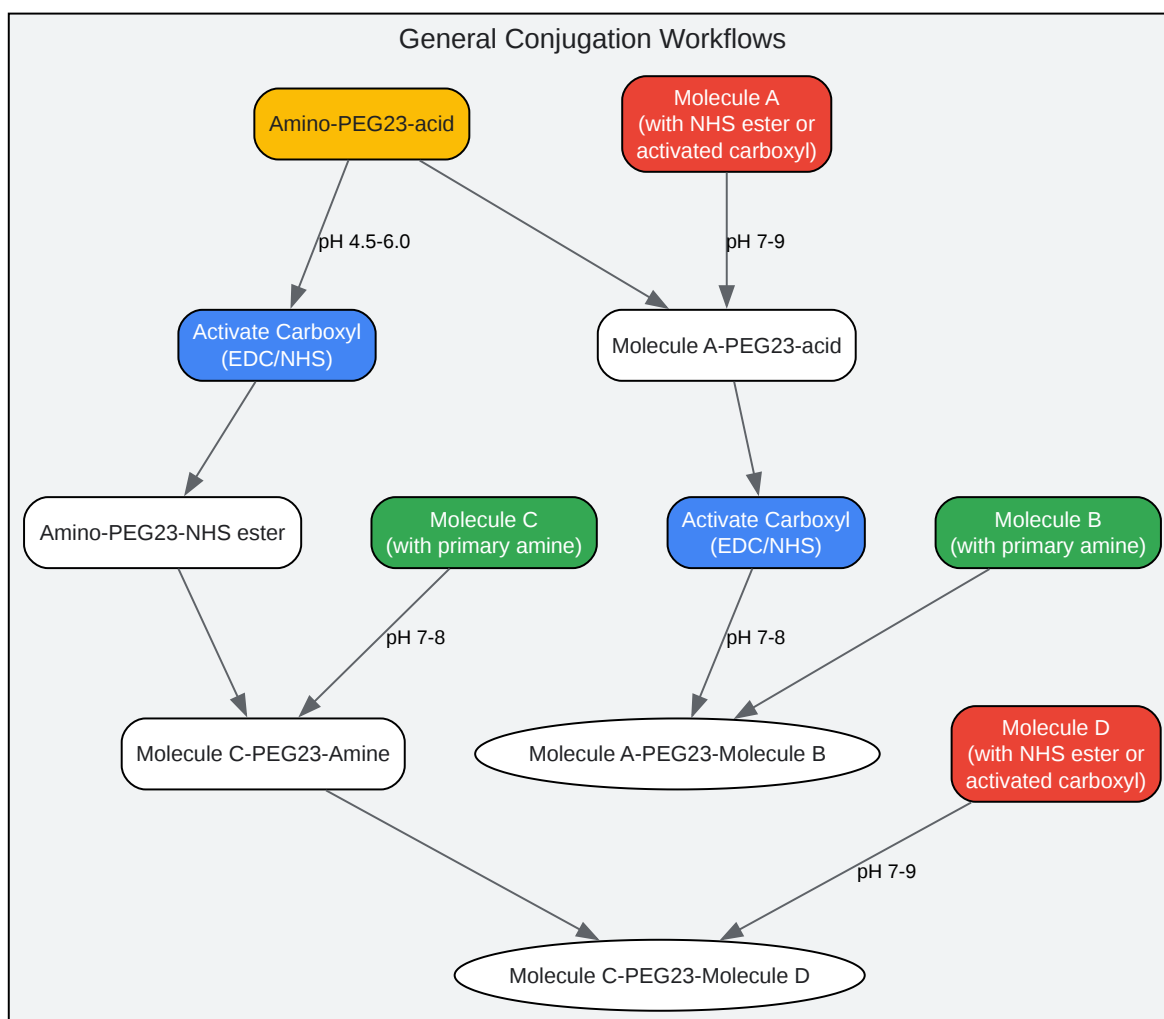 General Conjugation Workflows
Amino-PEG23-acid
Molecule A
(with NHS ester or
activated carboxyl)
pH 4.5-6.0
pH 7-9
Activate Carboxyl
(EDC/NHS)
Molecule A-PEG23-acid
Amino-PEG23-NHS ester
Molecule C
(with primary amine)
Activate Carboxyl
(EDC/NHS)
Molecule B
(with primary amine)
pH 7-8
pH 7-8
Molecule C-PEG23-Amine
Molecule A-PEG23-Molecule B
Molecule D
(with NHS ester or
activated carboxyl)
pH 7-9
Molecule C-PEG23-Molecule D